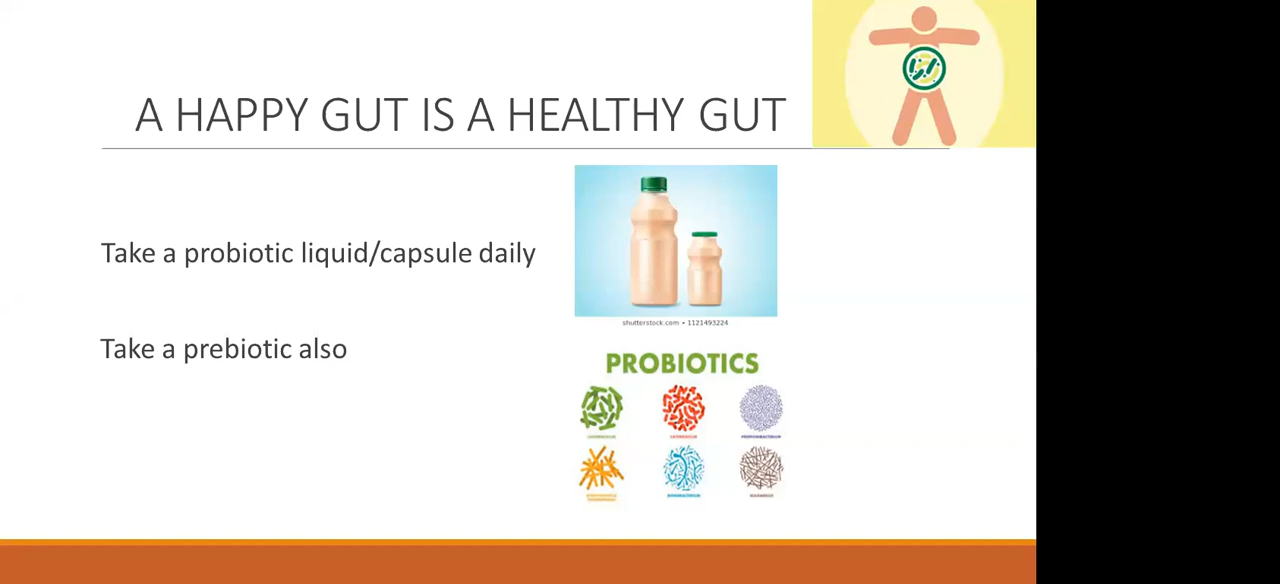 A HAPPY GUT IS A HEALTHY GUT
Take a probiotic liquid/capsule daily
shutterstock.com • 1121493224
Take a prebiotic also
PROBIOTICS